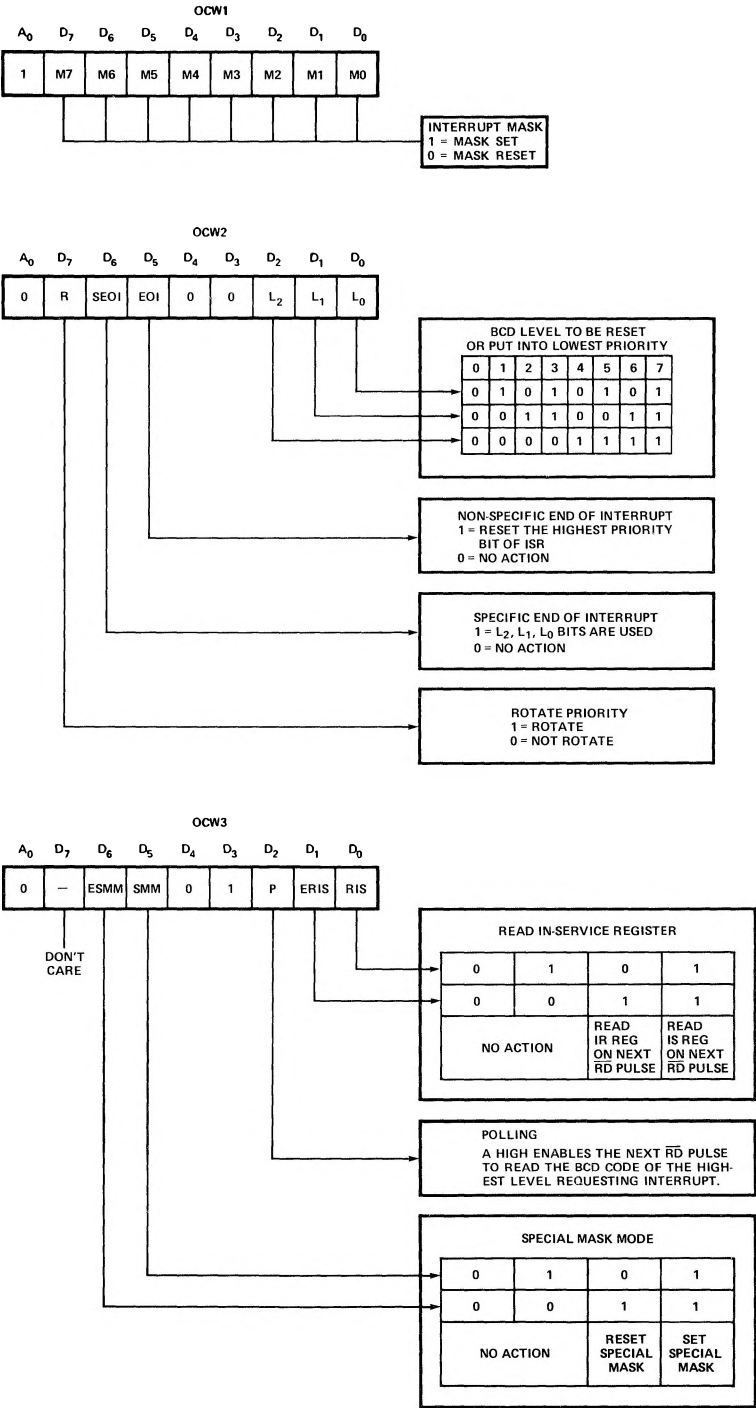 OCW1
A0 D7 D6 D5 D4 D3 D2 D1 D0
1 M7 M6 M5 M4 M3 M2 M1 M0
INTERRUPT MASK
1 = MASK SET
0 = MASK RESET
OCW2
A0 D7 D6 D5 D4 D3 D2 D1 D0
0 R SEOI EOI 0 0 L2 L1 L0
BCD LEVEL TO BE RESET
OR PUT INTO LOWEST PRIORITY
0 1 2 3 4 5 6 7
0 1 0 1 0 1 0 1
0 0 1 1 0 0 1 1
0 0 0 0 1 1 1 1
NON-SPECIFIC END OF INTERRUPT
1 = RESET THE HIGHEST PRIORITY
BIT OF ISR
0 = NO ACTION
SPECIFIC END OF INTERRUPT
1 = L2, L1, L0 BITS ARE USED
0 = NO ACTION
ROTATE PRIORITY
1 = ROTATE
0 = NOT ROTATE
OCW3
A0 D7 D6 D5 D4 D3 D2 D1 D0
0 — ESMM SMM 0 1 P ERIS RIS
DON'T
CARE
READ IN-SERVICE REGISTER
0 1 0 1
0 0 1 1
NO ACTION
READ
IR REG
ON NEXT
R̅D̅ PULSE
READ
IS REG
ON NEXT
R̅D̅ PULSE
POLLING
A HIGH ENABLES THE NEXT R̅D̅ PULSE
TO READ THE BCD CODE OF THE HIGH-
EST LEVEL REQUESTING INTERRUPT.
SPECIAL MASK MODE
0 1 0 1
0 0 1 1
NO ACTION
RESET
SPECIAL
MASK
SET
SPECIAL
MASK